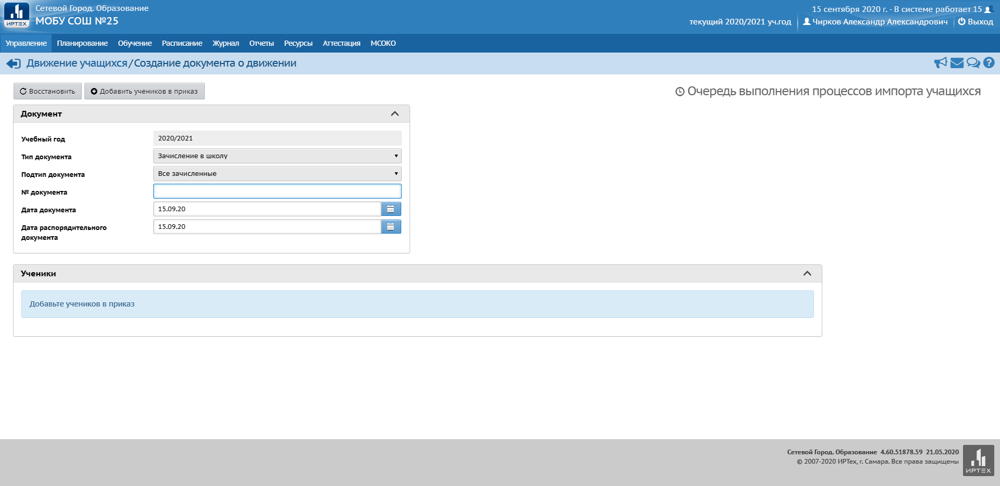 Сетевой Город. Образование
МОБУ СОШ №25
ИРТЕХ
15 сентября 2020 г. - В системе работает 15
текущий 2020/2021 уч.год
Чирков Александр Александрович
Выход
Управление Планирование Обучение Расписание Журнал Отчеты Ресурсы Аттестация МСОКО
Движение учащихся/Создание документа о движении
Восстановить
Добавить учеников в приказ
Очередь выполнения процессов импорта учащихся
Документ
Учебный год 2020/2021
Тип документа Зачисление в школу
Подтип документа Все зачисленные
№ документа
Дата документа 15.09.20
Дата распорядительного 15.09.20
документа
Ученики
Добавьте учеников в приказ
Сетевой Город. Образование 4.60.51878.59 21.05.2020
© 2007-2020 ИРТех, г. Самара. Все права защищены
ИРТЕХ